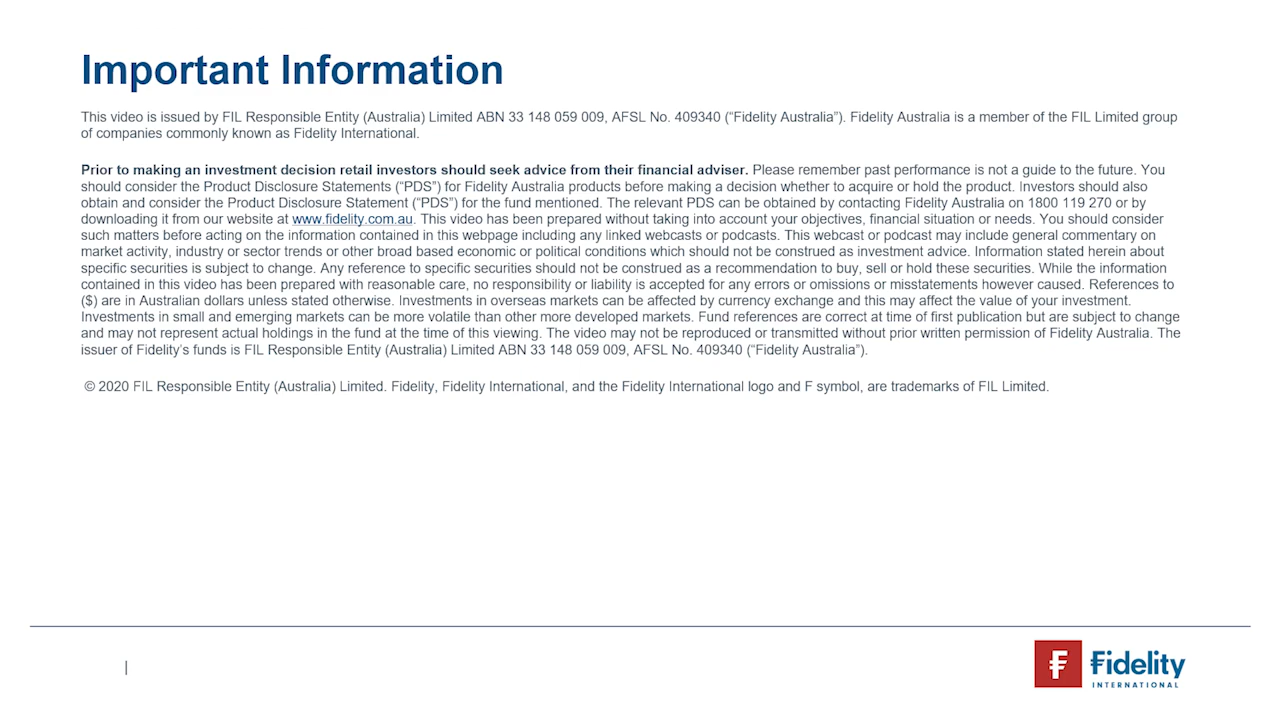 Important Information
This video is issued by FIL Responsible Entity (Australia) Limited ABN 33 148 059 009, AFSL No. 409340 (“Fidelity Australia”). Fidelity Australia is a member of the FIL Limited group
of companies commonly known as Fidelity International.
Prior to making an investment decision retail investors should seek advice from their financial adviser. Please remember past performance is not a guide to the future. You
should consider the Product Disclosure Statements (“PDS”) for Fidelity Australia products before making a decision whether to acquire or hold the product. Investors should also
obtain and consider the Product Disclosure Statement (“PDS”) for the fund mentioned. The relevant PDS can be obtained by contacting Fidelity Australia on 1800 119 270 or by
downloading it from our website at www.fidelity.com.au. This video has been prepared without taking into account your objectives, financial situation or needs. You should consider
such matters before acting on the information contained in this webpage including any linked webcasts or podcasts. This webcast or podcast may include general commentary on
market activity, industry or sector trends or other broad based economic or political conditions which should not be construed as investment advice. Information stated herein about
specific securities is subject to change. Any reference to specific securities should not be construed as a recommendation to buy, sell or hold these securities. While the information
contained in this video has been prepared with reasonable care, no responsibility or liability is accepted for any errors or omissions or misstatements however caused. References to
($) are in Australian dollars unless stated otherwise. Investments in overseas markets can be affected by currency exchange and this may affect the value of your investment.
Investments in small and emerging markets can be more volatile than other more developed markets. Fund references are correct at time of first publication but are subject to change
and may not represent actual holdings in the fund at the time of this viewing. The video may not be reproduced or transmitted without prior written permission of Fidelity Australia. The
issuer of Fidelity’s funds is FIL Responsible Entity (Australia) Limited ABN 33 148 059 009, AFSL No. 409340 (“Fidelity Australia”).
© 2020 FIL Responsible Entity (Australia) Limited. Fidelity, Fidelity International, and the Fidelity International logo and F symbol, are trademarks of FIL Limited.
|
F Fidelity
INTERNATIONAL